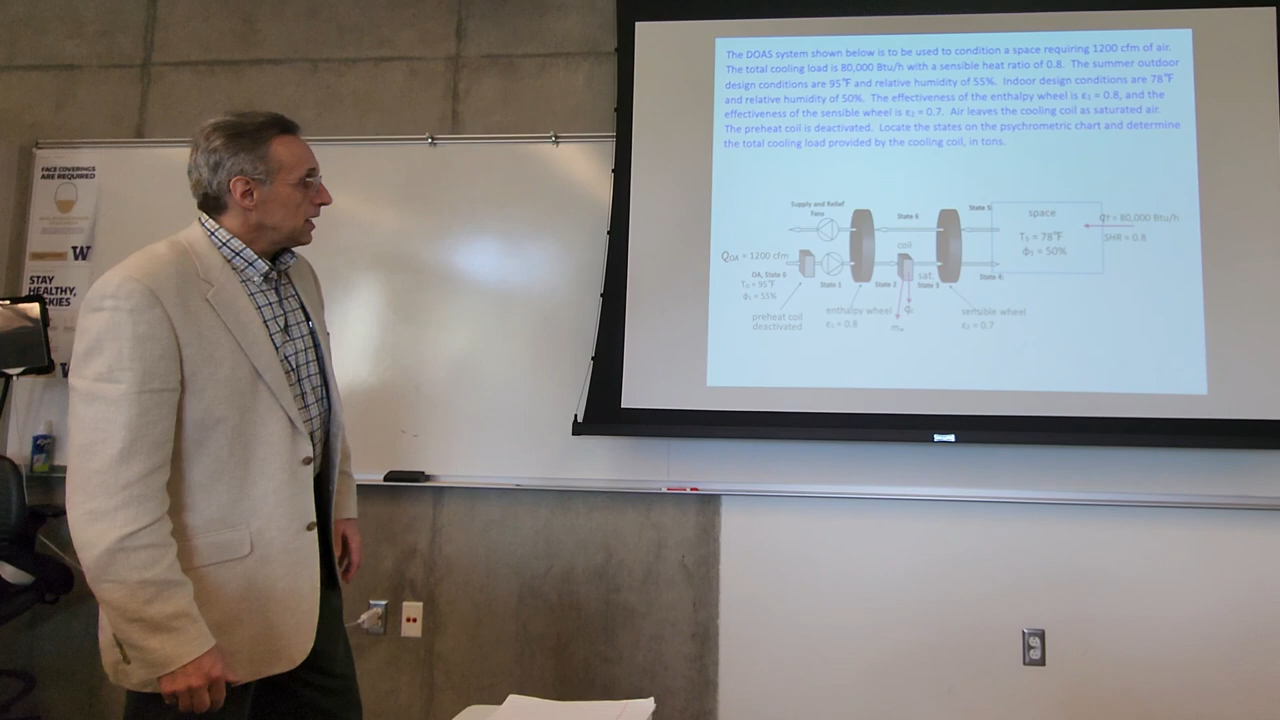 The DOAS system shown below is to be used to condition a space requiring 1200 cfm of air.
The total cooling load is 80,000 Btu/h with a sensible heat ratio of 0.8. The summer outdoor
design conditions are 95°F and relative humidity of 55%. Indoor design conditions are 78°F
and relative humidity of 50%. The effectiveness of the enthalpy wheel is ε₁ = 0.8, and the
effectiveness of the sensible wheel is ε₂ = 0.7. Air leaves the cooling coil as saturated air.
The preheat coil is deactivated. Locate the states on the psychrometric chart and determine
the total cooling load provided by the cooling coil, in tons.
Supply and Relief
Fans
State 6
State 5
space
T₅ = 78°F
= 50%
= 80,000 Btu/h
SHR = 0.8
coil
= 1200 cfm
OA, State 0
= 95°F
= 55%
State 1
State 2
sat.
State 3
State 4
preheat coil
deactivated
enthalpy wheel
ε₁ = 0.8
sensible wheel
ε₂ = 0.7
FACE COVERINGS
ARE REQUIRED
W
STAY
HEALTHY,
SKIES